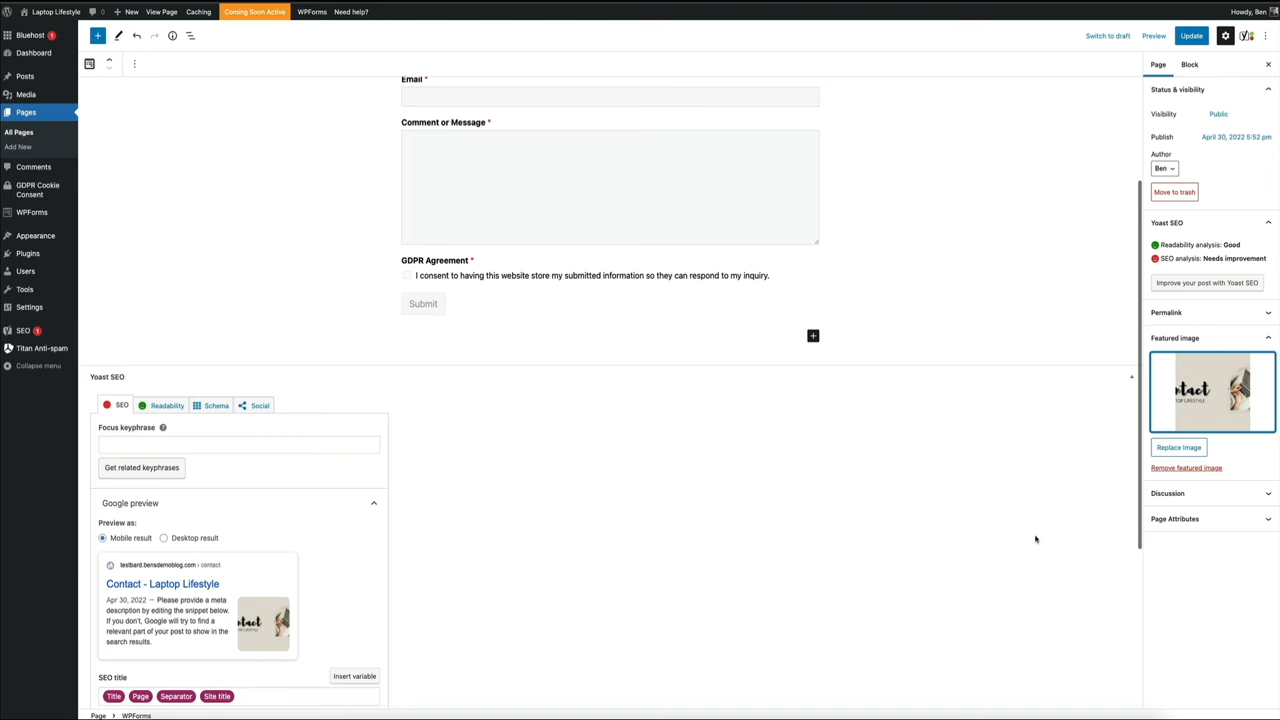 Laptop Lifestyle 0 New View Page Caching Coming Soon Active WPForms Need help? Howdy, Ben
Bluehost 1
Dashboard
Posts
Media
Pages
All Pages
Add New
Comments
GDPR Cookie
Consent
WPForms
Appearance
Plugins
Users
Tools
Settings
SEO 1
Titan Anti-spam
Collapse menu
Switch to draft Preview Update
Email *
Comment or Message *
GDPR Agreement *
I consent to having this website store my submitted information so they can respond to my inquiry.
Submit
Yoast SEO
SEO Readability Schema Social
Focus keyphrase
Get related keyphrases
Google preview
Preview as:
Mobile result Desktop result
testbard.bensdemoblog.com › contact
Contact - Laptop Lifestyle
Apr 30, 2022 – Please provide a meta
description by editing the snippet below.
If you don't, Google will try to find a
relevant part of your post to show in the
search results.
SEO title Insert variable
Title Page Separator Site title
Page › WPForms
Page Block
Status & visibility
Visibility Public
Publish April 30, 2022 5:52 pm
Author
Ben
Move to trash
Yoast SEO
Readability analysis: Good
SEO analysis: Needs improvement
Improve your post with Yoast SEO
Permalink
Featured image
ntact
TOP LIFESTYLE
Replace Image
Remove featured image
Discussion
Page Attributes